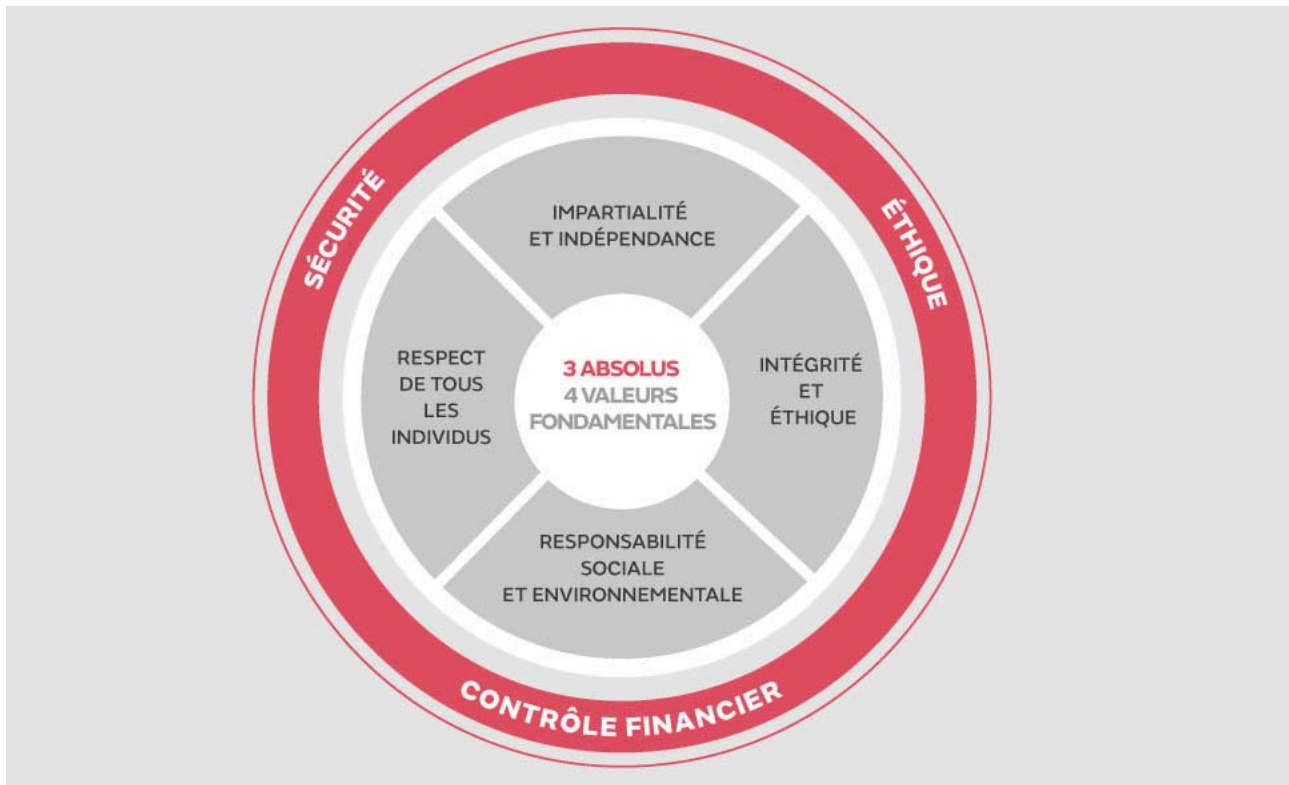 SÉCURITÉ
ÉTHIQUE
IMPARTIALITÉ
ET INDÉPENDANCE
RESPECT
DE TOUS
LES
INDIVIDUS
3 ABSOLUS
4 VALEURS
FONDAMENTALES
INTÉGRITÉ
ET
ÉTHIQUE
RESPONSABILITÉ
SOCIALE
ET ENVIRONNEMENTALE
CONTRÔLE FINANCIER